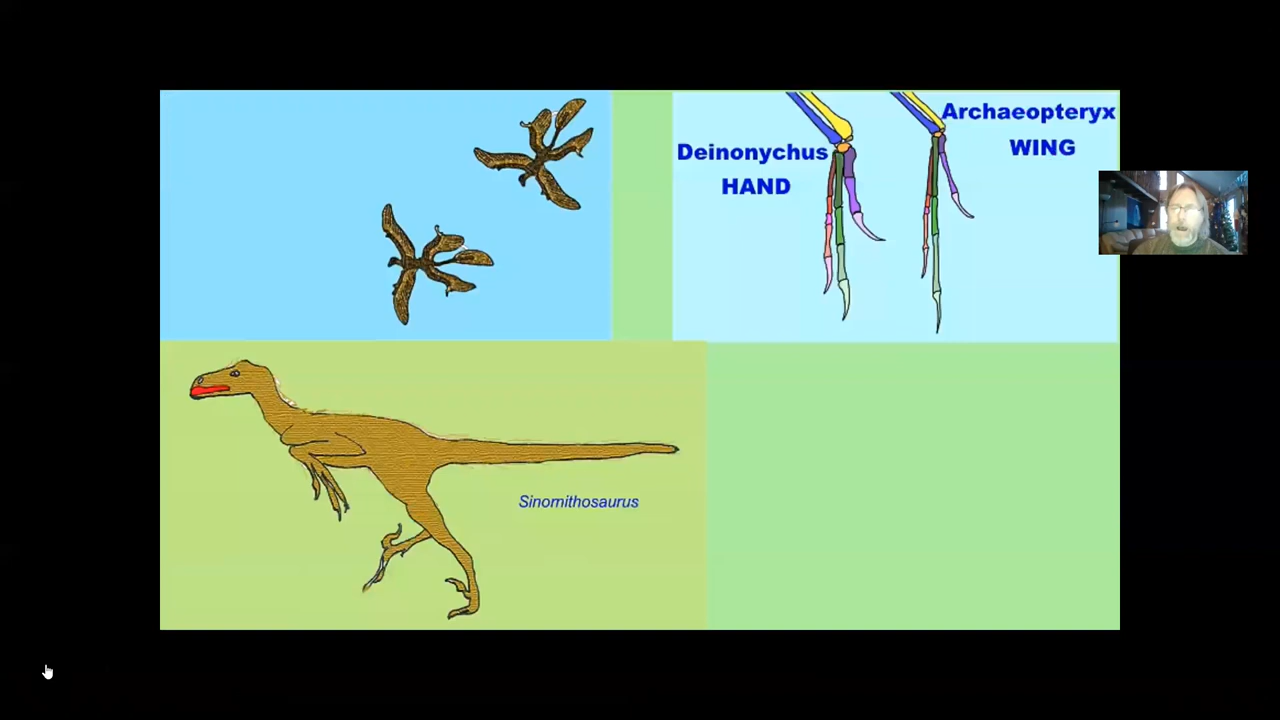 Deinonychus
HAND
Archaeopteryx
WING
Sinornithosaurus